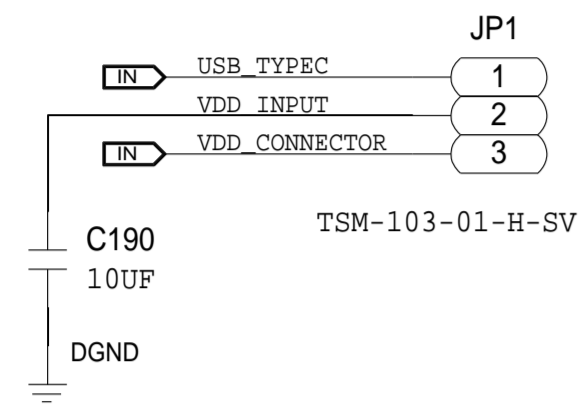 JP1
IN USB_TYPEC 1
VDD_INPUT 2
IN VDD_CONNECTOR 3
TSM-103-01-H-SV
C190
10UF
DGND